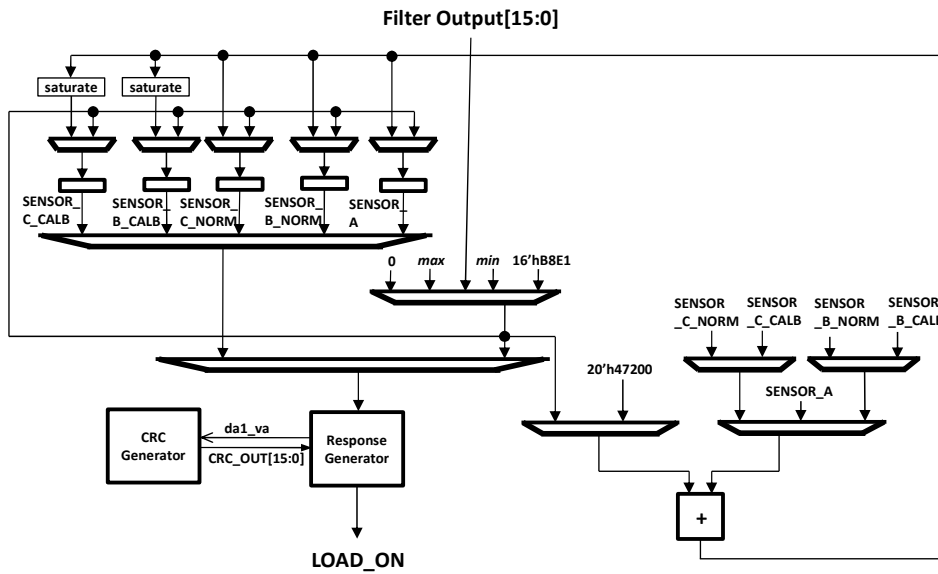 Filter Output[15:0]
saturate
saturate
SENSOR_
C_CALB
SENSOR_
B_CALB
SENSOR_
C_NORM
SENSOR_
B_NORM
SENSOR_
A
0
max
min
16'hB8E1
SENSOR
_C_NORM
SENSOR
_C_CALB
SENSOR
_B_NORM
SENSOR
_B_CALB
20'h47200
SENSOR_A
CRC
Generator
da1_va
CRC_OUT[15:0]
Response
Generator
+
LOAD_ON